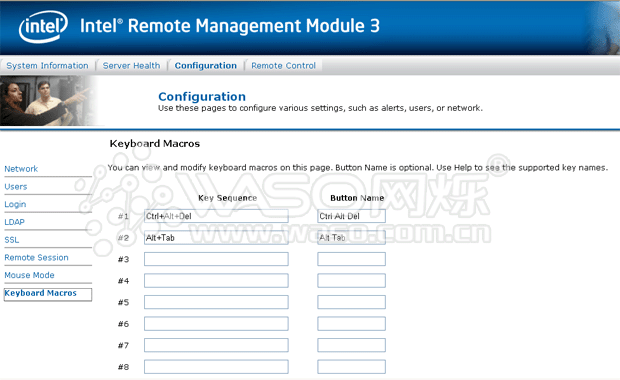 intel Intel® Remote Management Module 3
System Information Server Health Configuration Remote Control
Configuration
Use these pages to configure various settings, such as alerts, users, or network.
Keyboard Macros
You can view and modify keyboard macros on this page. Button Name is optional. Use Help to see the supported key names.
Network
Users
Login
LDAP
SSL
Remote Session
Mouse Mode
Keyboard Macros
Key Sequence Button Name
#1 Ctrl+Alt+Del Ctrl Alt Del
#2 Alt+Tab Alt Tab
#3
#4
#5
#6
#7
#8
WASO网烁
www.waso.com.cn